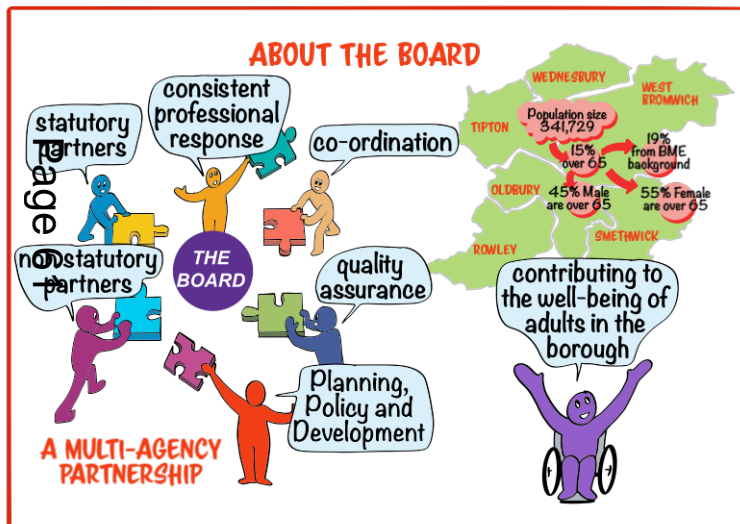 ABOUT THE BOARD
statutory
partners
consistent
professional
response
co-ordination
non statutory
partners
THE
BOARD
quality
assurance
Planning,
Policy and
Development
A MULTI-AGENCY
PARTNERSHIP
WEDNESBURY
WEST
BROMWICH
TIPTON
Population size
341,729
15%
over 65
19%
from BME
background
OLDBURY
45% Male
are over 65
55% Female
are over 65
ROWLEY
SMETHWICK
contributing to
the well-being of
adults in the
borough
Page 61